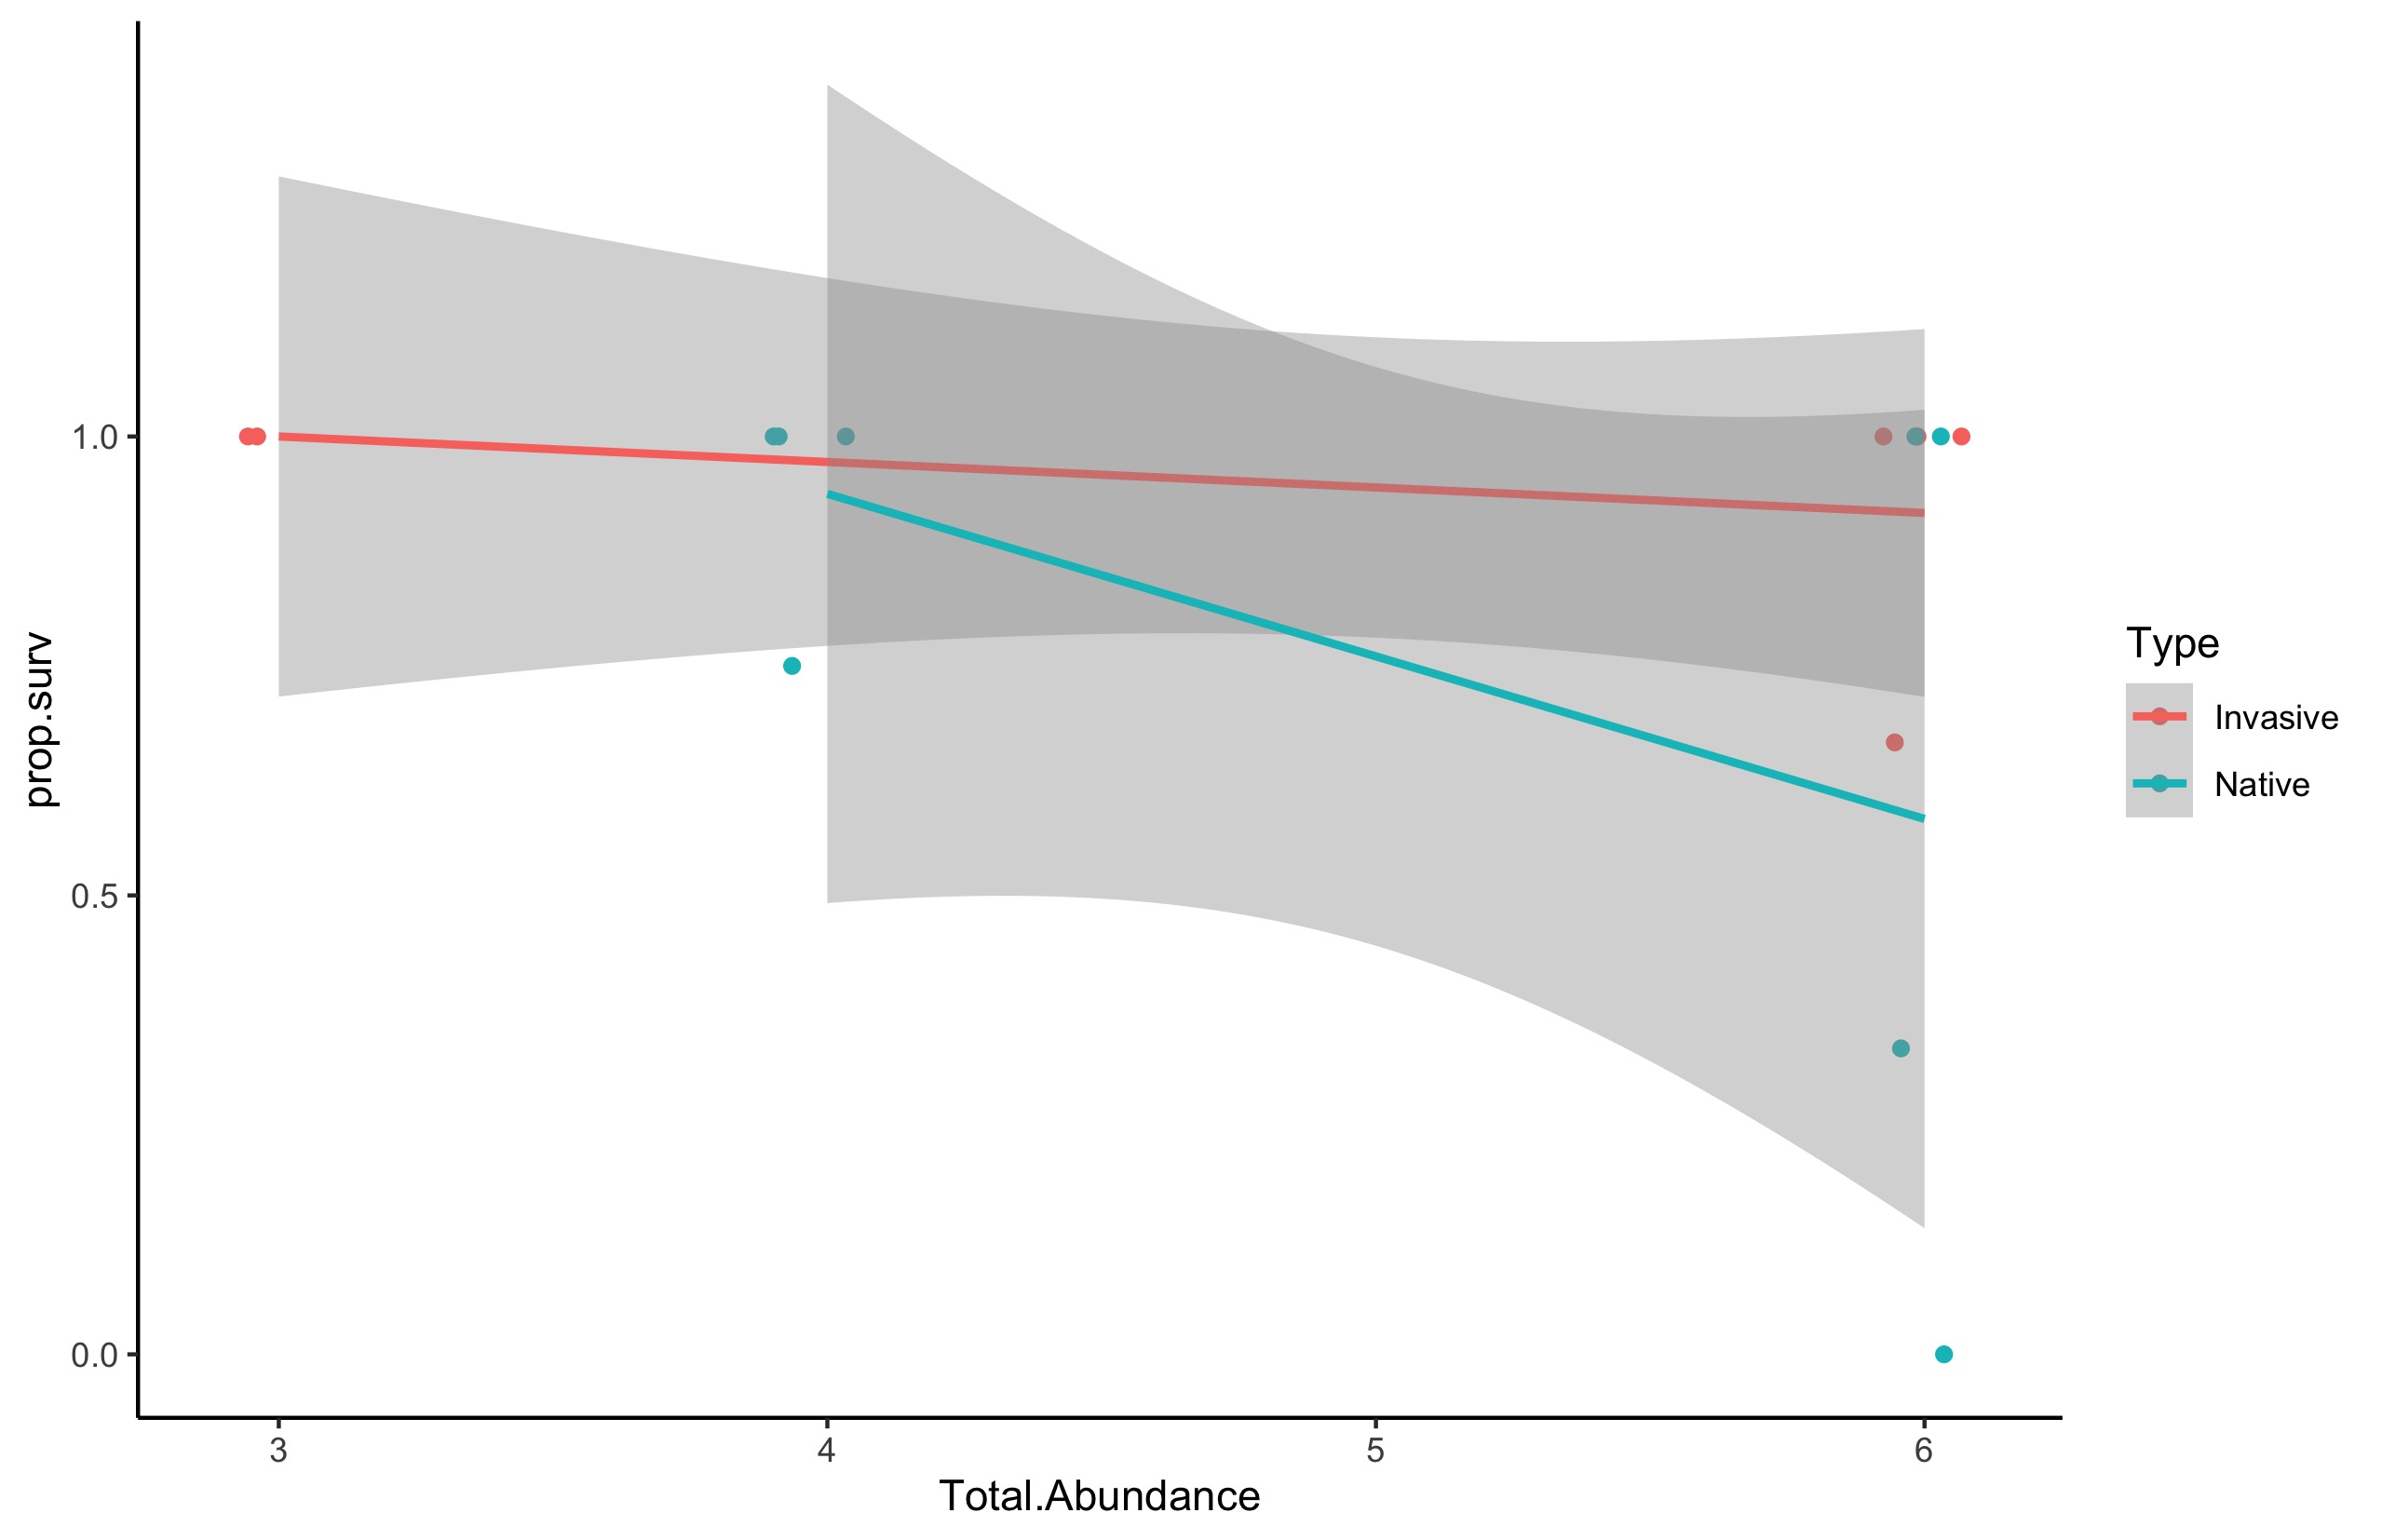 prop.surv
1.0
0.5
0.0
3 4 5 6
Total.Abundance
Type
Invasive
Native